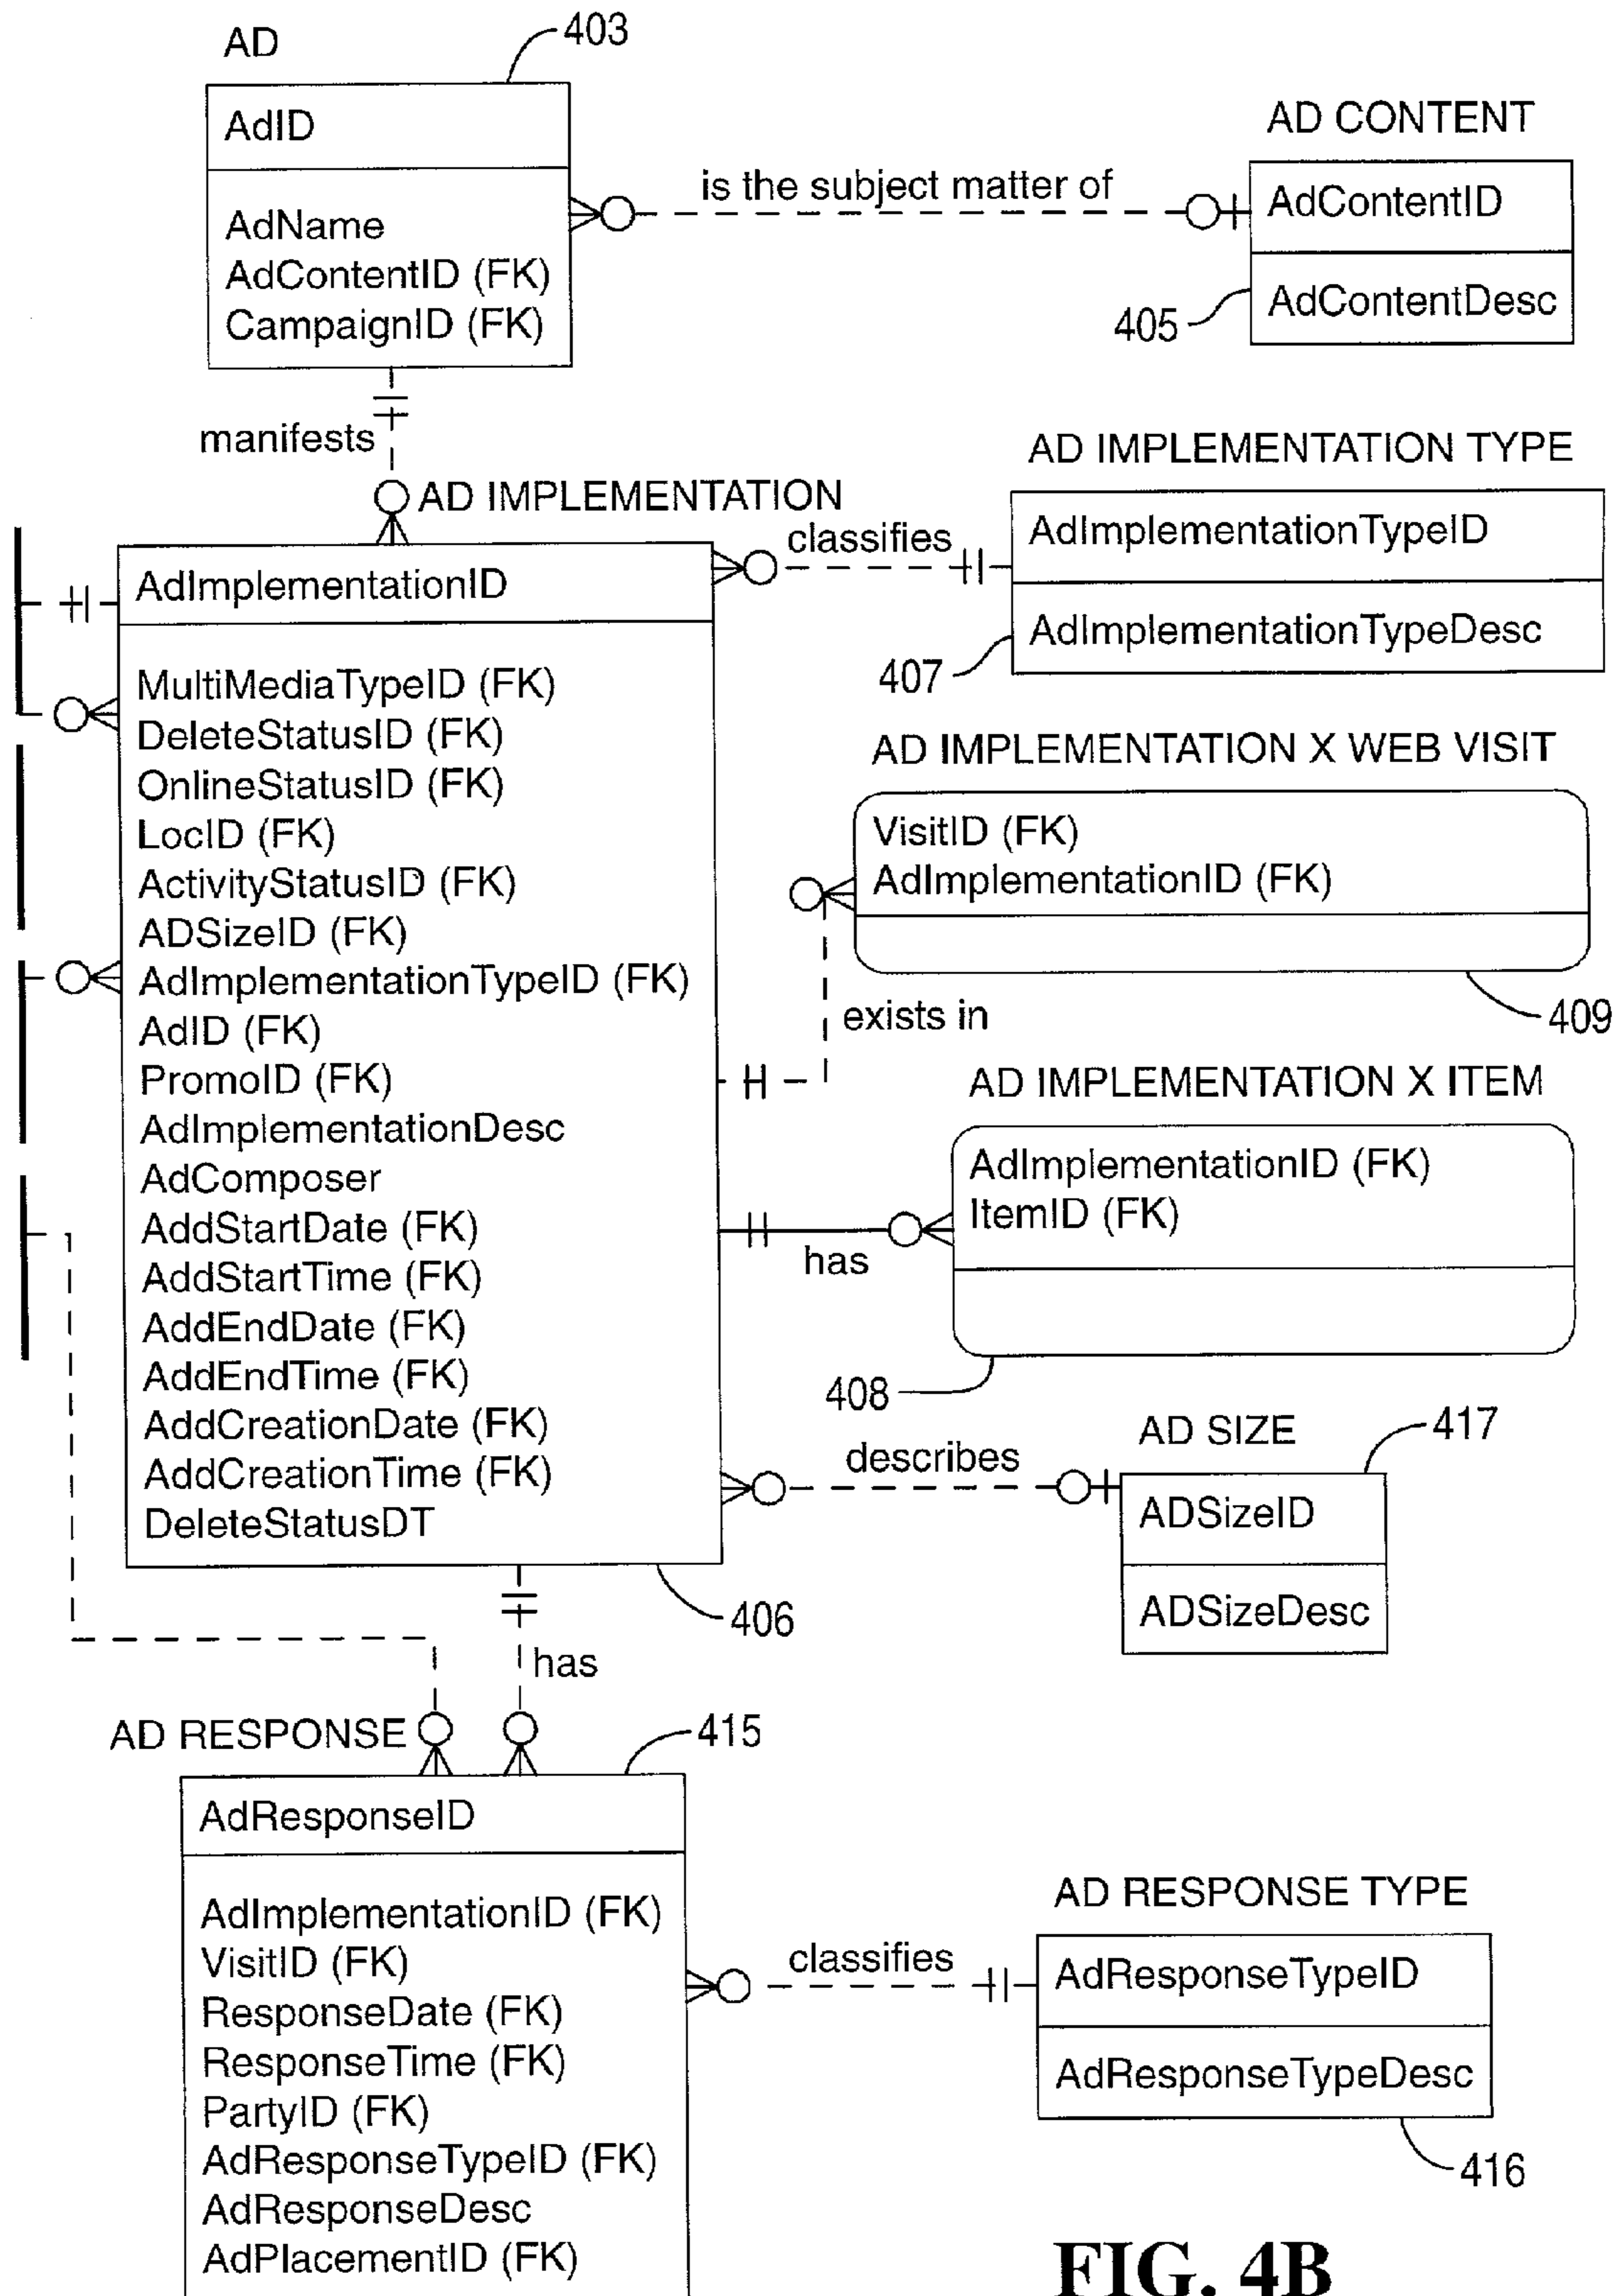 AD
403
AdID
AdName
AdContentID (FK)
CampaignID (FK)
is the subject matter of
AD CONTENT
AdContentID
AdContentDesc
405
manifests
AD IMPLEMENTATION
classifies
AD IMPLEMENTATION TYPE
AdImplementationTypeID
AdImplementationTypeDesc
407
AdImplementationID
MultiMediaTypeID (FK)
DeleteStatusID (FK)
OnlineStatusID (FK)
LocID (FK)
ActivityStatusID (FK)
ADSizeID (FK)
AdImplementationTypeID (FK)
AdID (FK)
PromoID (FK)
AdImplementationDesc
AdComposer
AddStartDate (FK)
AddStartTime (FK)
AddEndDate (FK)
AddEndTime (FK)
AddCreationDate (FK)
AddCreationTime (FK)
DeleteStatusDT
406
AD IMPLEMENTATION X WEB VISIT
VisitID (FK)
AdImplementationID (FK)
409
exists in
AD IMPLEMENTATION X ITEM
AdImplementationID (FK)
ItemID (FK)
has
408
AD SIZE
417
describes
ADSizeID
ADSizeDesc
has
AD RESPONSE
415
AdResponseID
AdImplementationID (FK)
VisitID (FK)
ResponseDate (FK)
ResponseTime (FK)
PartyID (FK)
AdResponseTypeID (FK)
AdResponseDesc
AdPlacementID (FK)
classifies
AD RESPONSE TYPE
AdResponseTypeID
AdResponseTypeDesc
416
FIG. 4B